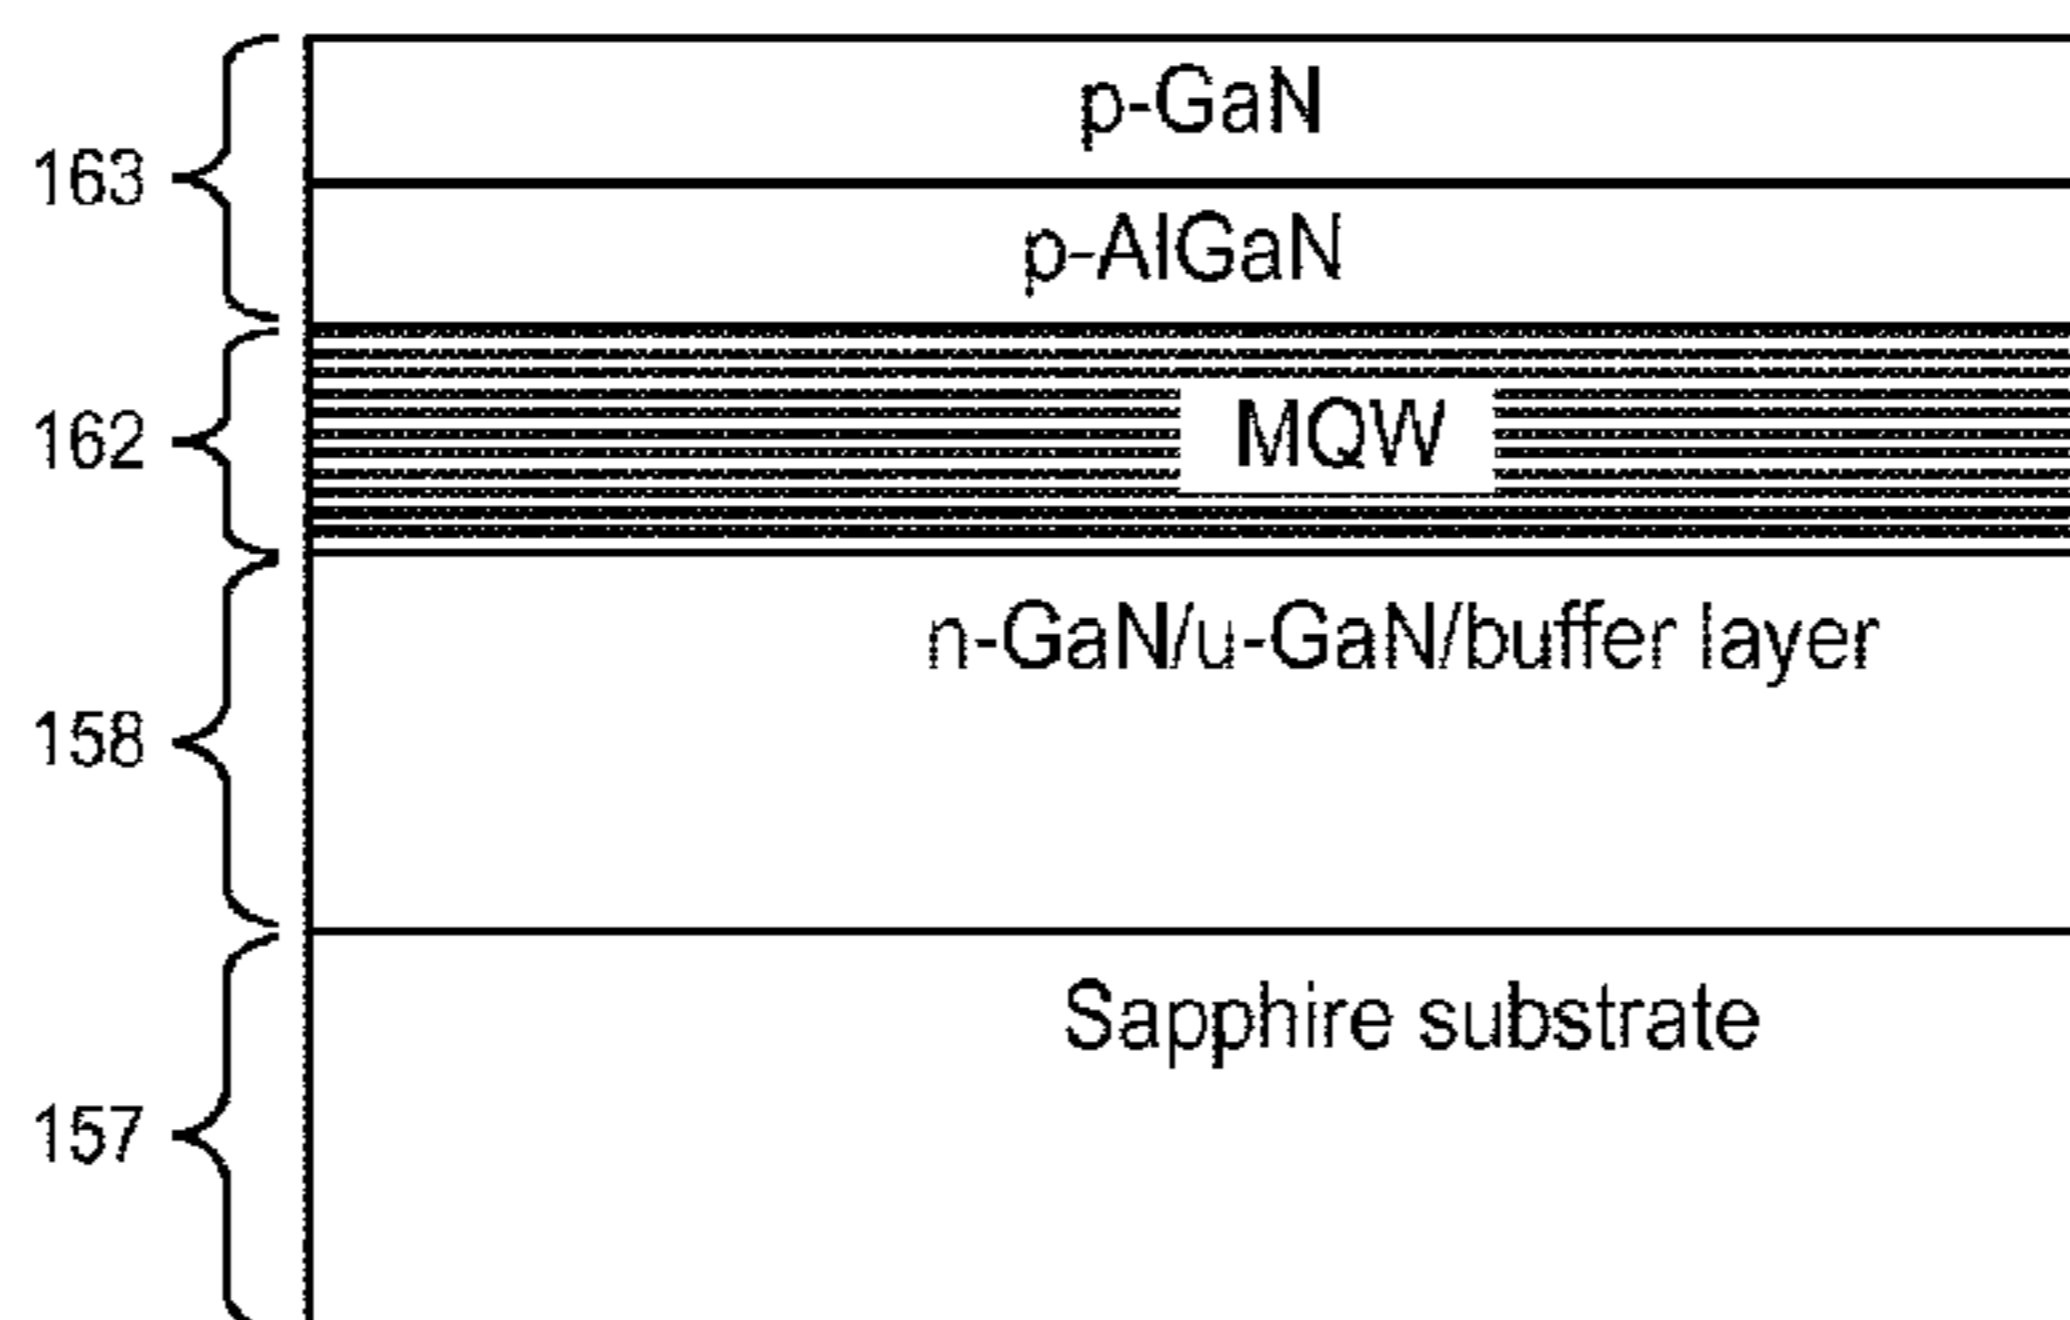 p-GaN
163
p-AlGaN
162
MQW
n-GaN/u-GaN/buffer layer
158
Sapphire substrate
157